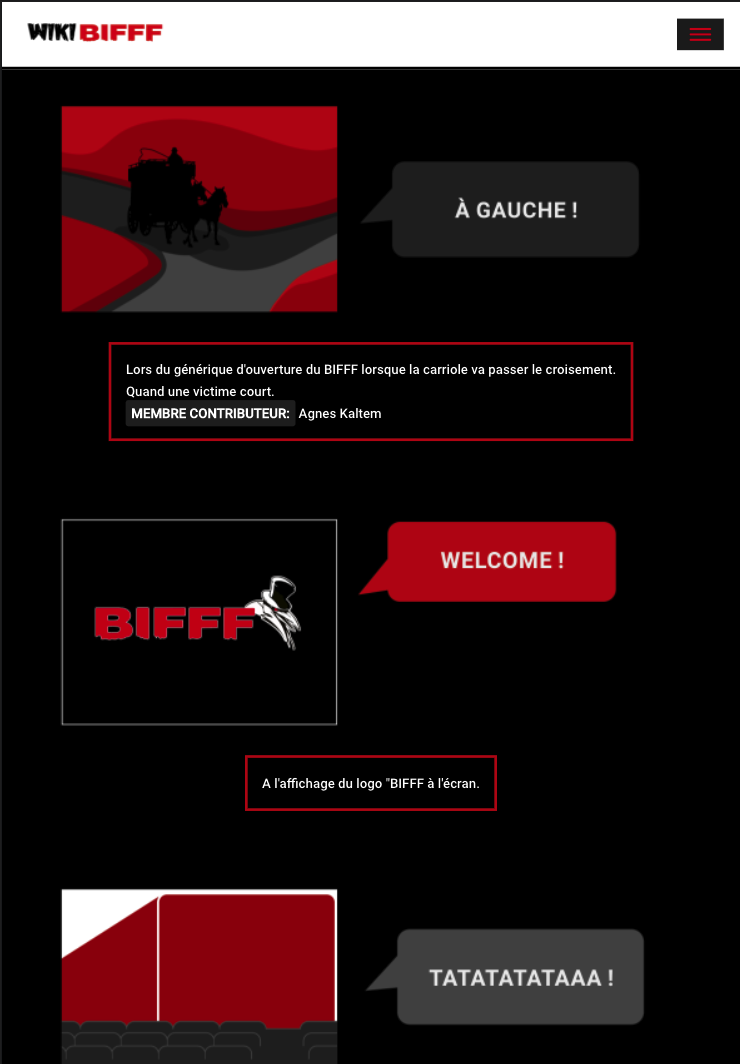 WIKI BIFFF
À GAUCHE !
Lors du générique d'ouverture du BIFFF lorsque la carriole va passer le croisement.
Quand une victime court.
MEMBRE CONTRIBUTEUR: Agnes Kaltem
WELCOME !
BIFFF
A l'affichage du logo "BIFFF à l'écran.
TATATATATAAA !